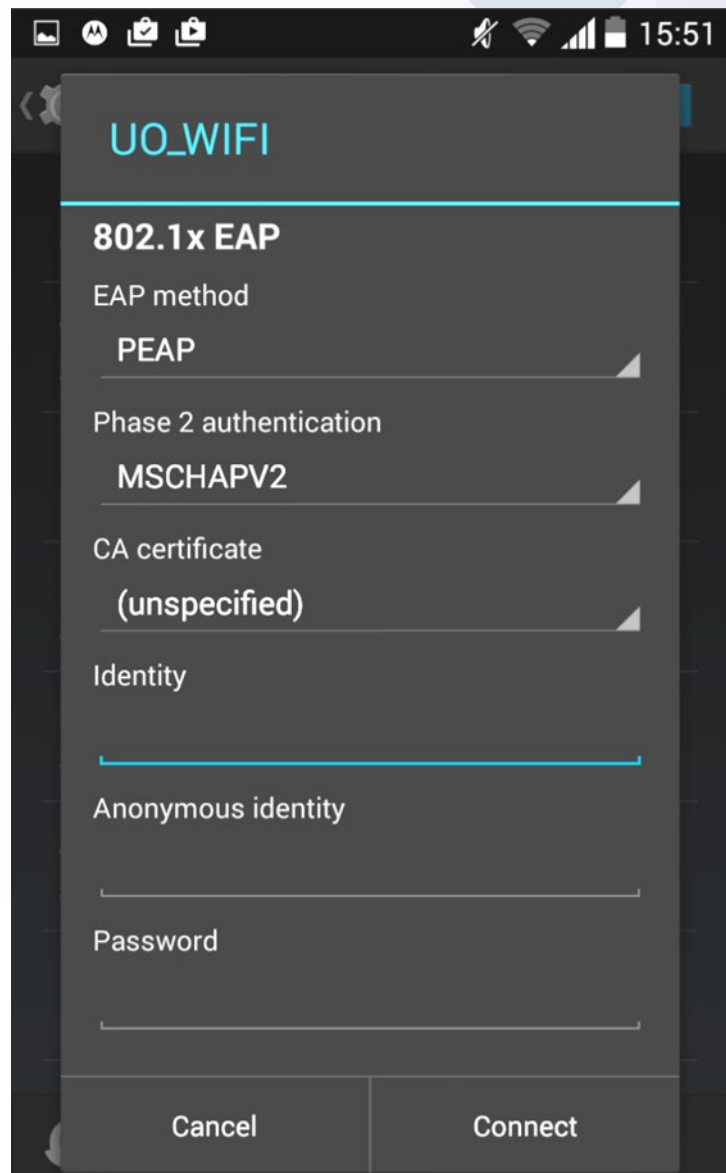 15:51
UO_WIFI
802.1x EAP
EAP method
PEAP
Phase 2 authentication
MSCHAPV2
CA certificate
(unspecified)
Identity
Anonymous identity
Password
Cancel Connect